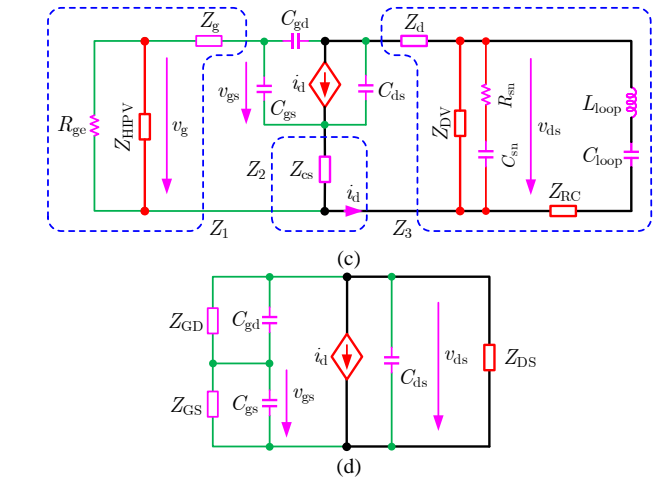 Z_g C_gd Z_d
R_ge Z_HIPV v_g v_gs C_gs i_d C_ds Z_DV R_sn C_sn v_ds L_loop C_loop
Z_2 Z_cs i_d Z_RC
Z_1 Z_3
(c)
Z_GD C_gd i_d C_ds v_ds Z_DS
Z_GS C_gs v_gs
(d)